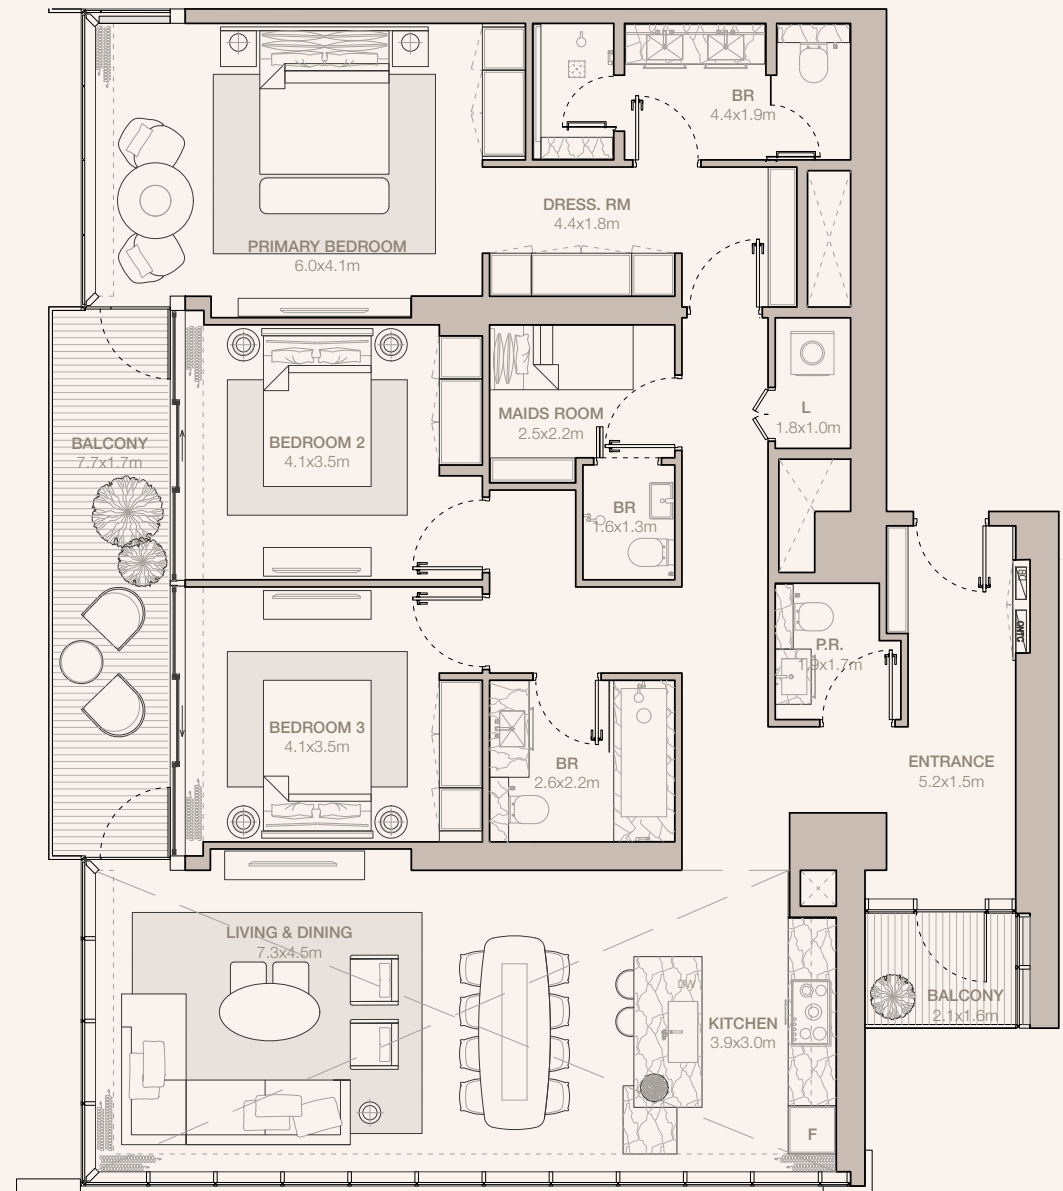 BR
4.4x1.9m
DRESS. RM
4.4x1.8m
PRIMARY BEDROOM
6.0x4.1m
MAIDS ROOM
2.5x2.2m
L
1.8x1.0m
BEDROOM 2
4.1x3.5m
BALCONY
7.7x1.7m
BR
1.6x1.3m
P.R.
1.9x1.7m
BEDROOM 3
4.1x3.5m
BR
2.6x2.2m
ENTRANCE
5.2x1.5m
LIVING & DINING
7.3x4.5m
DW
KITCHEN
3.9x3.0m
BALCONY
2.1x1.6m
F